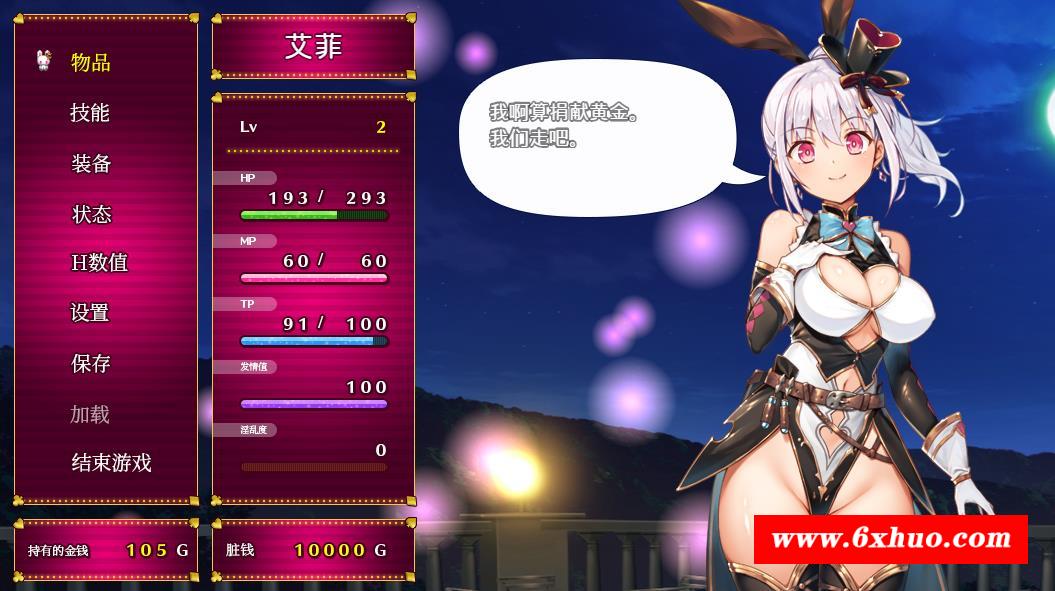 物品
技能
装备
状态
H数值
设置
保存
加载
结束游戏
持有的金钱 105 G
艾菲
Lv 2
HP
193 / 293
MP
60 / 60
TP
91 / 100
发情值
100
淫乱度
0
脏钱 10000 G
我啊算捐献黄金。
我们走吧。
www.6xhuo.com